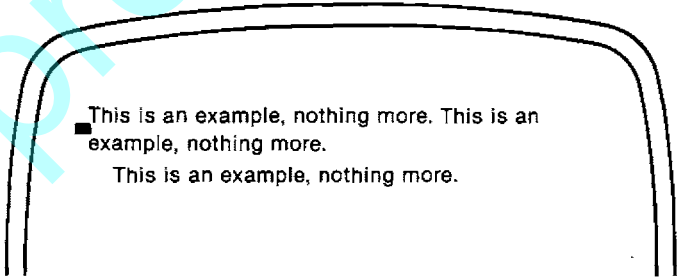 This is an example, nothing more. This is an
example, nothing more.
This is an example, nothing more.